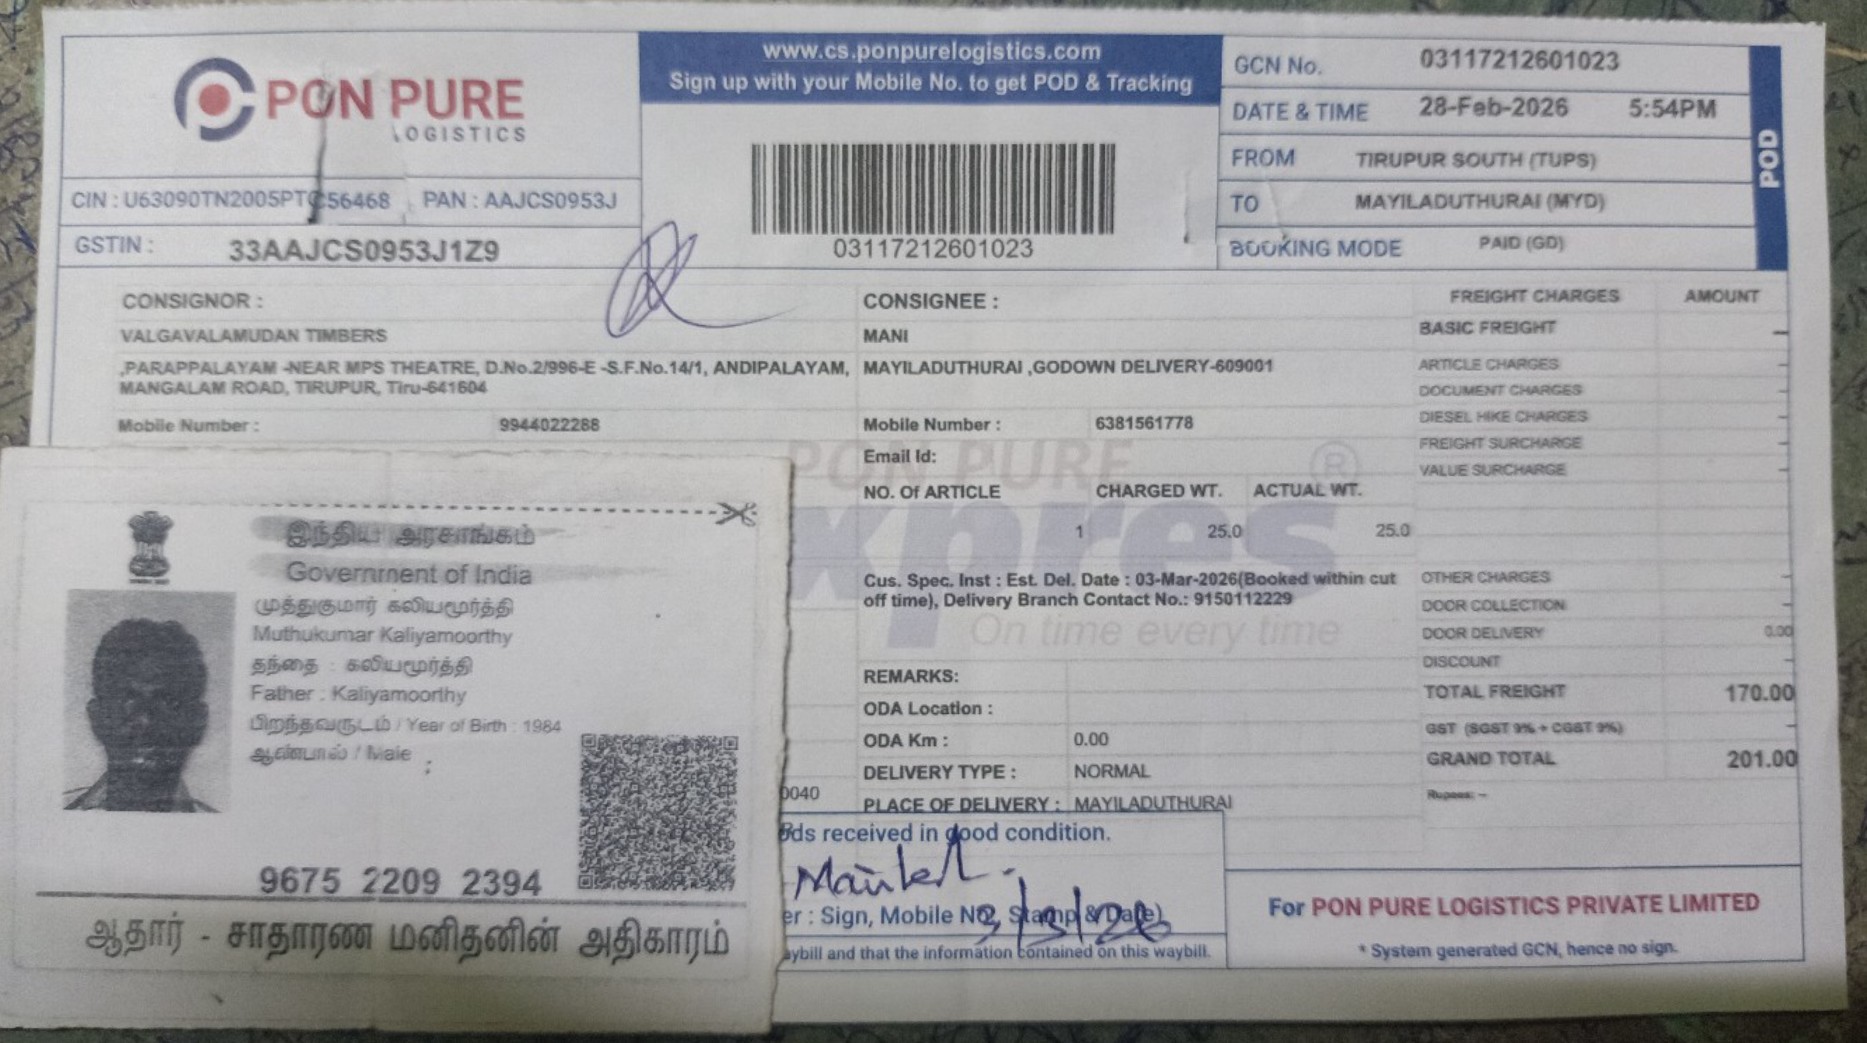 PON PURE
LOGISTICS
CIN : U63090TN2005PTC56468 PAN : AAJCS0953J
GSTIN : 33AAJCS0953J1Z9
www.cs.ponpurelogistics.com
Sign up with your Mobile No. to get POD & Tracking
03117212601023
GCN No. 03117212601023
DATE & TIME 28-Feb-2026 5:54PM
FROM TIRUPUR SOUTH (TUPS)
TO MAYILADUTHURAI (MYD)
BOOKING MODE PAID (GD)
POD
CONSIGNOR :
VALGAVALAMUDAN TIMBERS
,PARAPPALAYAM -NEAR MPS THEATRE, D.No.2/996-E -S.F.No.14/1, ANDIPALAYAM,
MANGALAM ROAD, TIRUPUR, Tiru-641604
Mobile Number : 9944022288
CONSIGNEE :
MANI
MAYILADUTHURAI ,GODOWN DELIVERY-609001
Mobile Number : 6381561778
Email Id:
NO. Of ARTICLE CHARGED WT. ACTUAL WT.
1 25.0 25.0
Cus. Spec. Inst : Est. Del. Date : 03-Mar-2026(Booked within cut
off time), Delivery Branch Contact No.: 9150112229
PON PURE
xpres ®
On time every time
REMARKS:
ODA Location :
ODA Km : 0.00
DELIVERY TYPE : NORMAL
PLACE OF DELIVERY : MAYILADUTHURAI
0040
ods received in good condition.
er : Sign, Mobile No, Stamp & Date)
3/3/26
aybill and that the information contained on this waybill.
FREIGHT CHARGES AMOUNT
BASIC FREIGHT –
ARTICLE CHARGES –
DOCUMENT CHARGES –
DIESEL HIKE CHARGES –
FREIGHT SURCHARGE –
VALUE SURCHARGE –
OTHER CHARGES –
DOOR COLLECTION –
DOOR DELIVERY 0.00
DISCOUNT –
TOTAL FREIGHT 170.00
GST (SGST 9% + CGST 9%) –
GRAND TOTAL 201.00
Rupees: –
For PON PURE LOGISTICS PRIVATE LIMITED
* System generated GCN, hence no sign.
இந்திய அரசாங்கம்
Government of India
முத்துகுமார் கலியமூர்த்தி
Muthukumar Kaliyamoorthy
தந்தை : கலியமூர்த்தி
Father : Kaliyamoorthy
பிறந்தவருடம் / Year of Birth : 1984
ஆண்பால் / Male
9675 2209 2394
ஆதார் - சாதாரண மனிதனின் அதிகாரம்